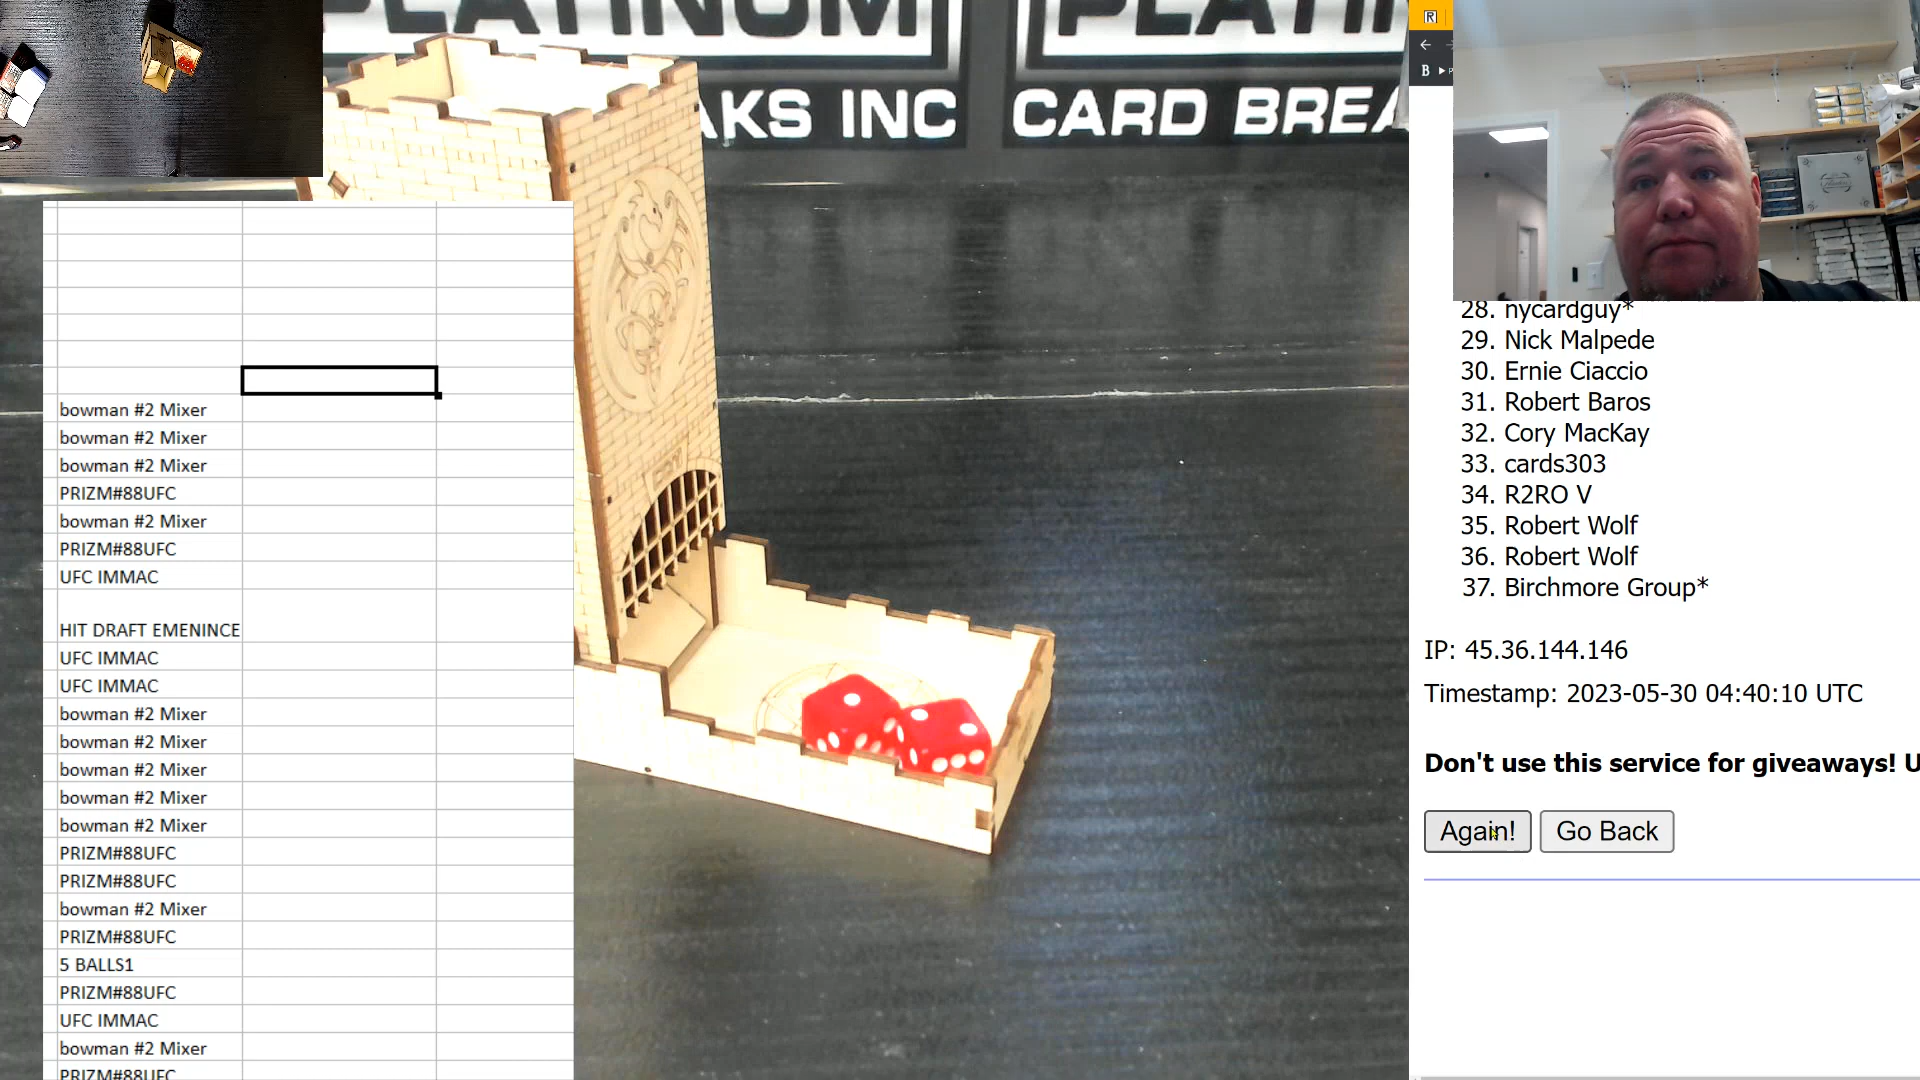 PLATINUM
PLATI
AKS INC
CARD BREA
bowman #2 Mixer
bowman #2 Mixer
bowman #2 Mixer
PRIZM#88UFC
bowman #2 Mixer
PRIZM#88UFC
UFC IMMAC
HIT DRAFT EMENINCE
UFC IMMAC
UFC IMMAC
bowman #2 Mixer
bowman #2 Mixer
bowman #2 Mixer
bowman #2 Mixer
bowman #2 Mixer
PRIZM#88UFC
PRIZM#88UFC
bowman #2 Mixer
PRIZM#88UFC
5 BALLS1
PRIZM#88UFC
UFC IMMAC
bowman #2 Mixer
PRIZM#88UFC
R
B
28. nycardguy*
29. Nick Malpede
30. Ernie Ciaccio
31. Robert Baros
32. Cory MacKay
33. cards303
34. R2RO V
35. Robert Wolf
36. Robert Wolf
37. Birchmore Group*
IP: 45.36.144.146
Timestamp: 2023-05-30 04:40:10 UTC
Don't use this service for giveaways! U
Again!
Go Back